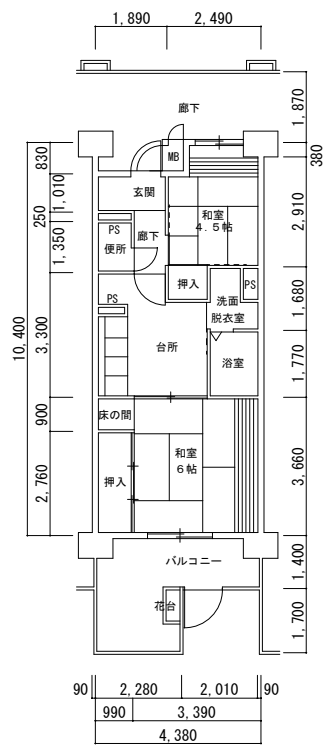 1,890
2,490
廊下
1,870
380
830
MB
玄関
1,010
2,910
250
PS
和室
4.5帖
廊下
便所
1,350
押入
洗面
脱衣室
PS
1,680
PS
10,400
3,300
台所
浴室
1,770
床の間
900
和室
6帖
3,660
押入
2,760
バルコニー
1,400
花台
1,700
90
2,280
2,010
90
990
3,390
4,380